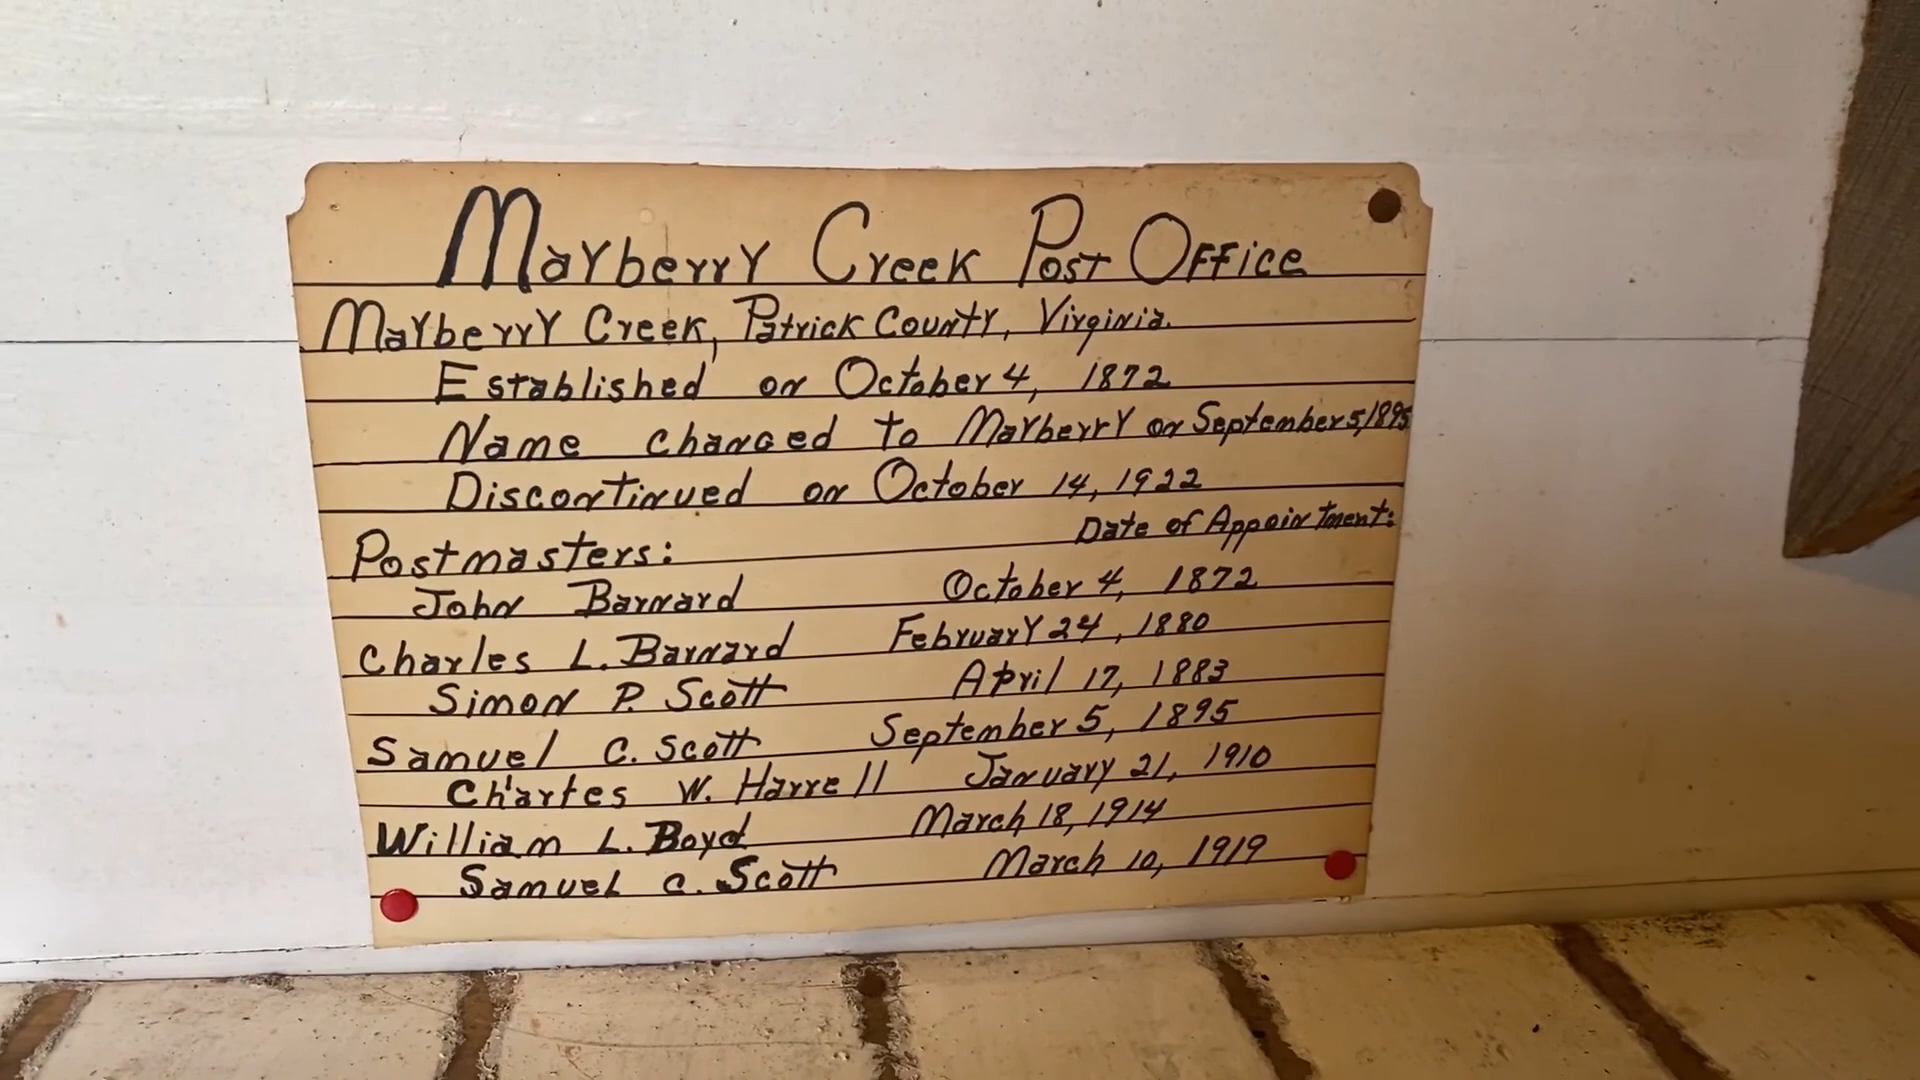 Mayberry Creek Post Office
Mayberry Creek, Patrick County, Virginia.
Established on October 4, 1872
Name changed to Mayberry on September 5, 1895
Discontinued on October 14, 1922
Postmasters: Date of Appointment:
John Barnard October 4, 1872
Charles L. Barnard February 24, 1880
Simon P. Scott April 17, 1883
Samuel C. Scott September 5, 1895
Charles W. Harrell January 21, 1910
William L. Boyd March 18, 1914
Samuel C. Scott March 10, 1919